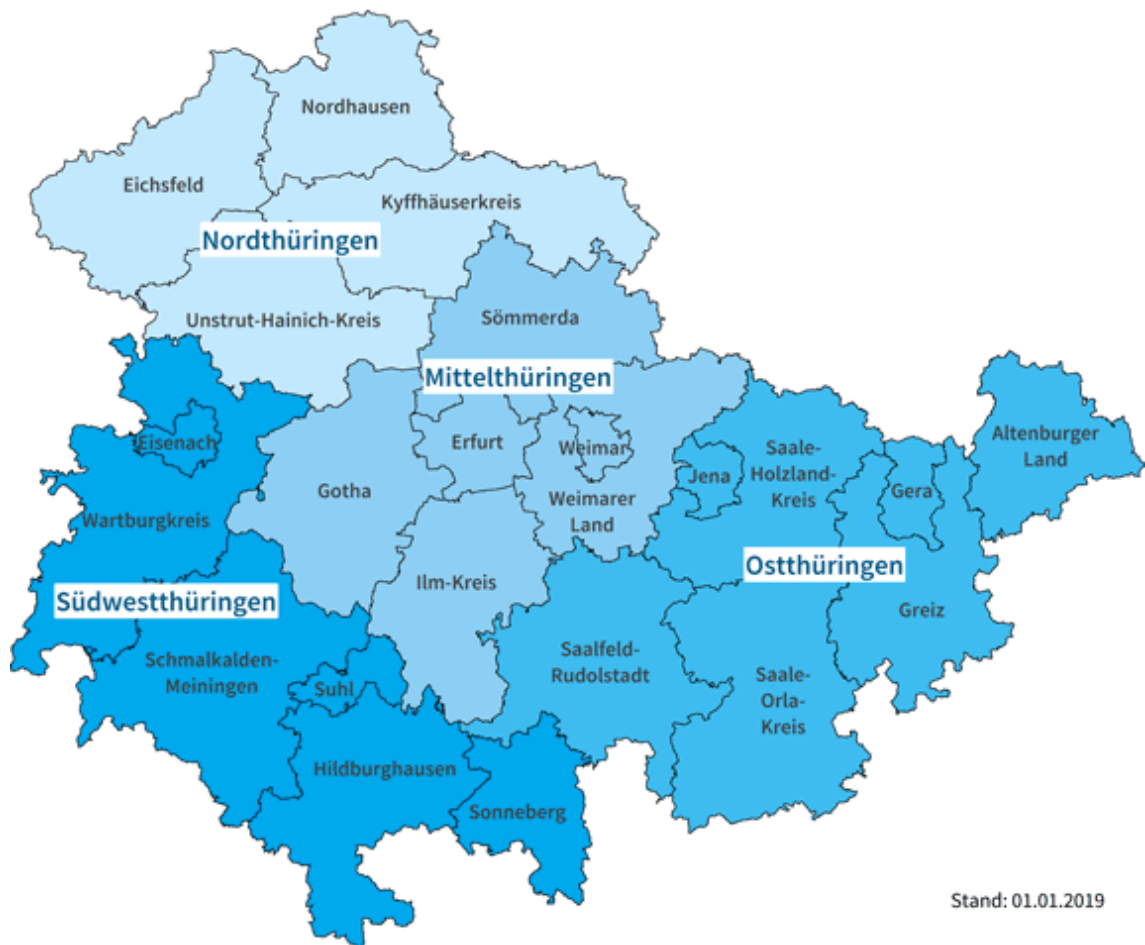 Nordhausen
Eichsfeld
Kyffhäuserkreis
Nordthüringen
Unstrut-Hainich-Kreis
Sömmerda
Mittelthüringen
Eisenach
Erfurt
Weimar
Saale-
Holzland-
Kreis
Altenburger
Land
Gotha
Jena
Gera
Wartburgkreis
Weimarer
Land
Ostthüringen
Ilm-Kreis
Südwestthüringen
Greiz
Schmalkalden-
Meiningen
Suhl
Saalfeld-
Rudolstadt
Saale-
Orla-
Kreis
Hildburghausen
Sonneberg
Stand: 01.01.2019